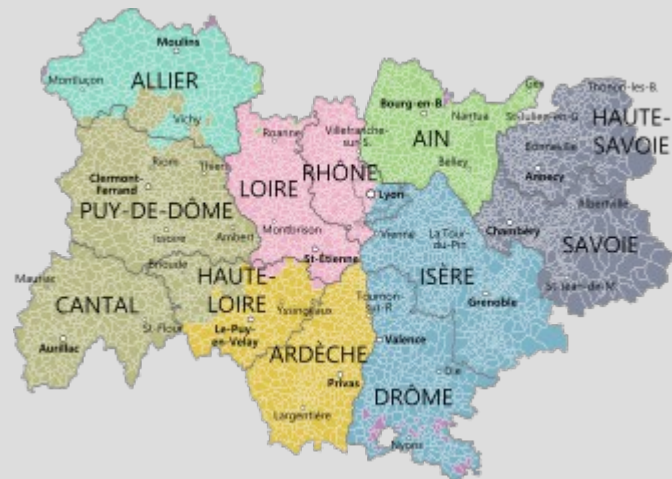 Moulins
Montluçon
ALLIER
Vichy
Gex
Thonon-les-B.
Bourg-en-B.
Nantua
St-Julien-en-G.
HAUTE-
SAVOIE
Roanne
Villefranche-
sur-S.
AIN
Bonneville
Riom
Thiers
Belley
Annecy
Clermont-
Ferrand
LOIRE
RHÔNE
Lyon
Albertville
PUY-DE-DÔME
Montbrison
Vienne
La Tour-
du-Pin
Chambéry
SAVOIE
Issoire
Ambert
St-Étienne
Brioude
Mauriac
HAUTE-
LOIRE
ISÈRE
St-Jean-de-M.
CANTAL
Yssingeaux
Tournon-
sur-R.
Grenoble
St-Flour
Le-Puy-
en-Velay
Aurillac
ARDÈCHE
Valence
Privas
Die
DRÔME
Largentière
Nyons